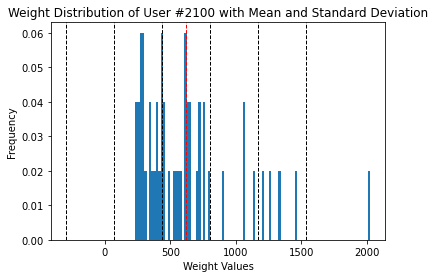 Weight Distribution of User #2100 with Mean and Standard Deviation
0.06
0.05
0.04
0.03
0.02
0.01
0.00
Frequency
0 500 1000 1500 2000
Weight Values